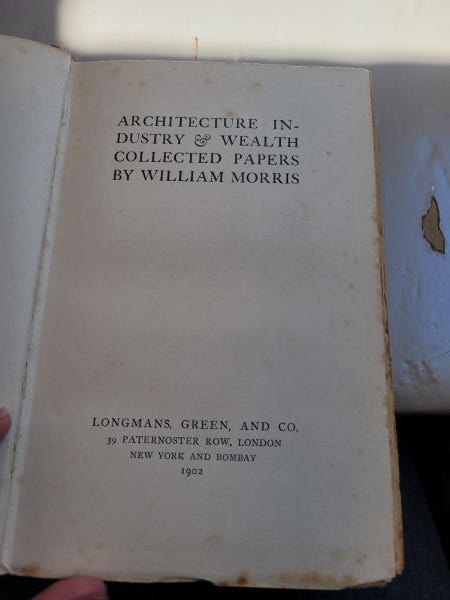 ARCHITECTURE IN-
DUSTRY & WEALTH
COLLECTED PAPERS
BY WILLIAM MORRIS
LONGMANS, GREEN, AND CO.
39 PATERNOSTER ROW, LONDON
NEW YORK AND BOMBAY
1902